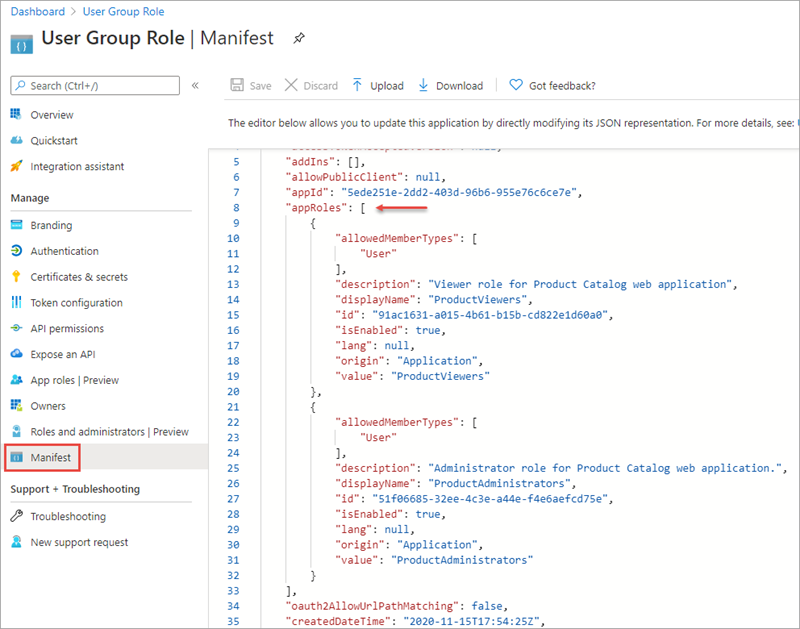 Dashboard > User Group Role
User Group Role | Manifest
Search (Ctrl+/)
«
Save
Discard
Upload
Download
Got feedback?
Overview
Quickstart
Integration assistant
Manage
Branding
Authentication
Certificates & secrets
Token configuration
API permissions
Expose an API
App roles | Preview
Owners
Roles and administrators | Preview
Manifest
Support + Troubleshooting
Troubleshooting
New support request
The editor below allows you to update this application by directly modifying its JSON representation. For more details, see:
5 "addIns": [],
6 "allowPublicClient": null,
7 "appId": "5ede251e-2dd2-403d-96b6-955e76c6ce7e",
8 "appRoles": [
9 {
10 "allowedMemberTypes": [
11 "User"
12 ],
13 "description": "Viewer role for Product Catalog web application",
14 "displayName": "ProductViewers",
15 "id": "91ac1631-a015-4b61-b15b-cd822e1d60a0",
16 "isEnabled": true,
17 "lang": null,
18 "origin": "Application",
19 "value": "ProductViewers"
20 },
21 {
22 "allowedMemberTypes": [
23 "User"
24 ],
25 "description": "Administrator role for Product Catalog web application.",
26 "displayName": "ProductAdministrators",
27 "id": "51f06685-32ee-4c3e-a44e-f4e6aefcd75e",
28 "isEnabled": true,
29 "lang": null,
30 "origin": "Application",
31 "value": "ProductAdministrators"
32 }
33 ],
34 "oauth2AllowUrlPathMatching": false,
35 "createdDateTime": "2020-11-15T17:54:25Z",